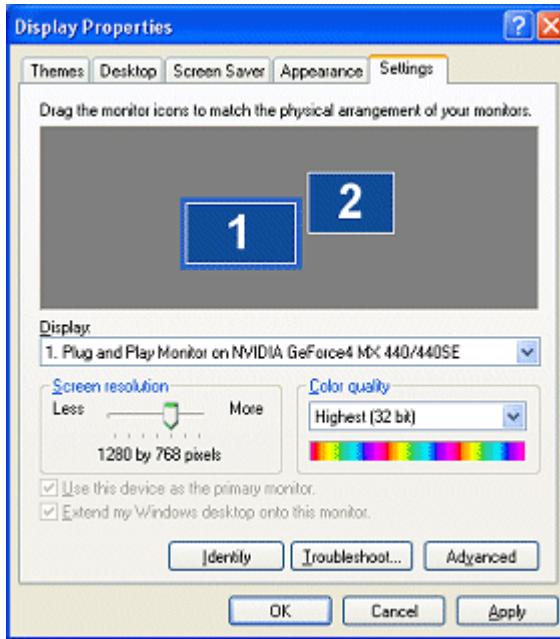 Display Properties
Themes Desktop Screen Saver Appearance Settings
Drag the monitor icons to match the physical arrangement of your monitors.
1 2
Display:
1. Plug and Play Monitor on NVIDIA GeForce4 MX 440/440SE
Screen resolution Color quality
Less More Highest (32 bit)
1280 by 768 pixels
Use this device as the primary monitor.
Extend my Windows desktop onto this monitor.
Identify Troubleshoot... Advanced
OK Cancel Apply